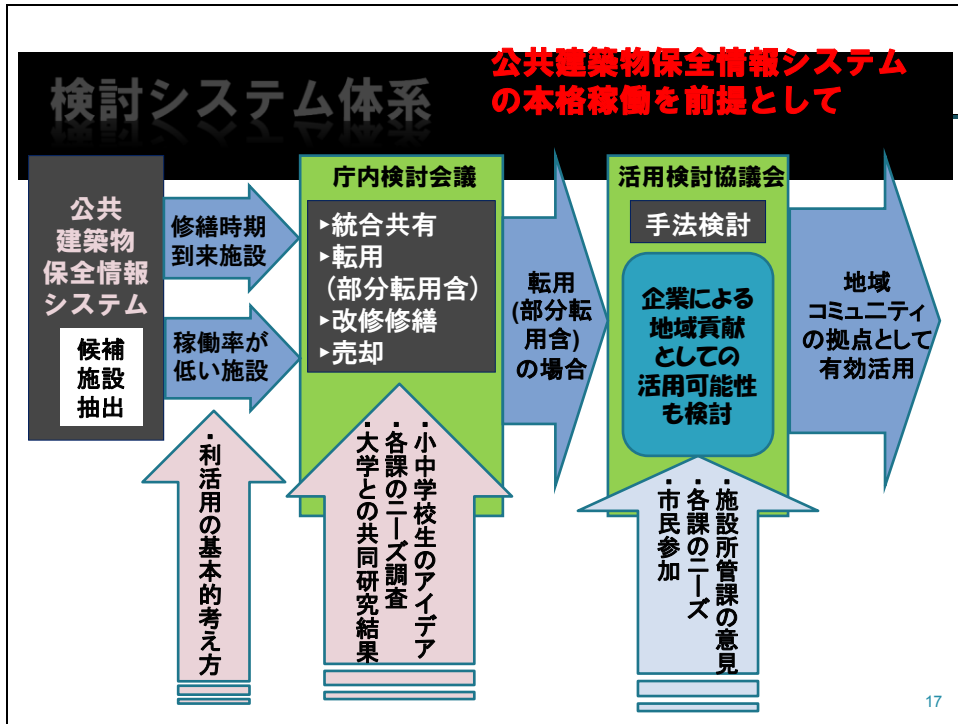 検討システム体系
公共建築物保全情報システム
の本格稼働を前提として
公共
建築物
保全情報
システム
候補
施設
抽出
修繕時期
到来施設
稼働率が
低い施設
・利活用の基本的考え方
庁内検討会議
▸統合共有
▸転用
（部分転用含）
▸改修修繕
▸売却
・小中学校生のアイデア
・各課のニーズ調査
・大学との共同研究結果
転用
(部分転
用含)
の場合
活用検討協議会
手法検討
企業による
地域貢献
としての
活用可能性
も検討
・施設所管課の意見
・各課のニーズ
・市民参加
地域
コミュニティ
の拠点として
有効活用
17